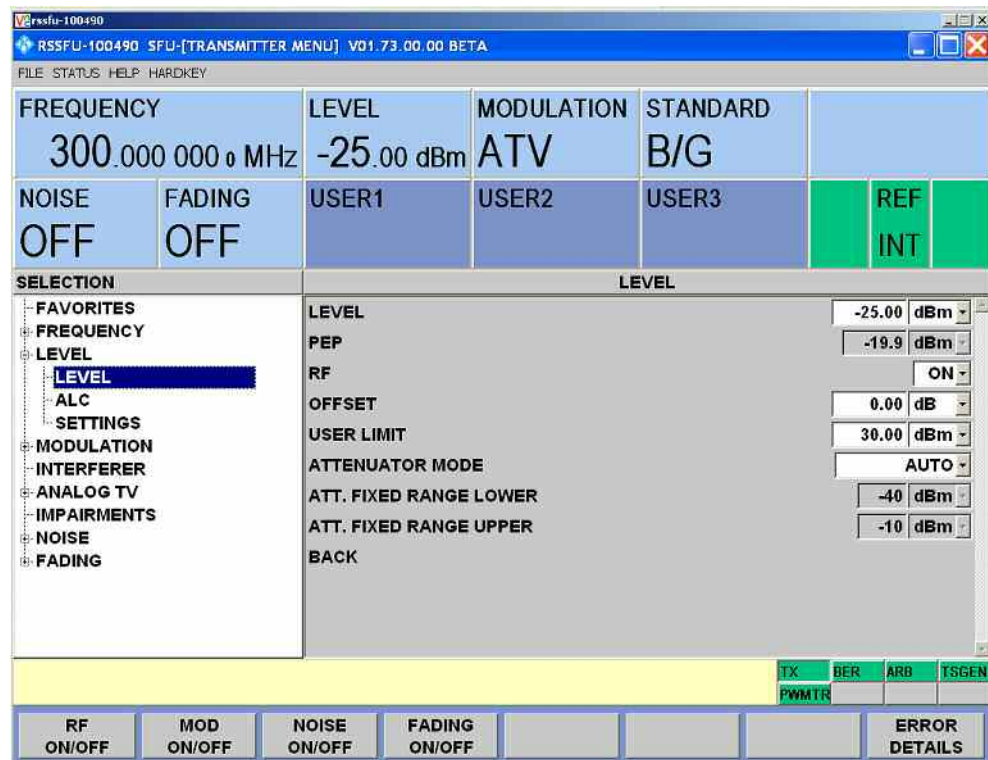 rssfu-100490
RSSFU-100490 SFU-[TRANSMITTER MENU] V01.73.00.00 BETA
FILE STATUS HELP HARDKEY
FREQUENCY LEVEL MODULATION STANDARD
300.000 000 0 MHz -25.00 dBm ATV B/G
NOISE FADING USER1 USER2 USER3 REF
OFF OFF INT
SELECTION LEVEL
FAVORITES
FREQUENCY
LEVEL
LEVEL
ALC
SETTINGS
MODULATION
INTERFERER
ANALOG TV
IMPAIRMENTS
NOISE
FADING
LEVEL -25.00 dBm
PEP -19.9 dBm
RF ON
OFFSET 0.00 dB
USER LIMIT 30.00 dBm
ATTENUATOR MODE AUTO
ATT. FIXED RANGE LOWER -40 dBm
ATT. FIXED RANGE UPPER -10 dBm
BACK
TX BER ARB TSGEN
PWMTR
RF ON/OFF
MOD ON/OFF
NOISE ON/OFF
FADING ON/OFF
ERROR DETAILS